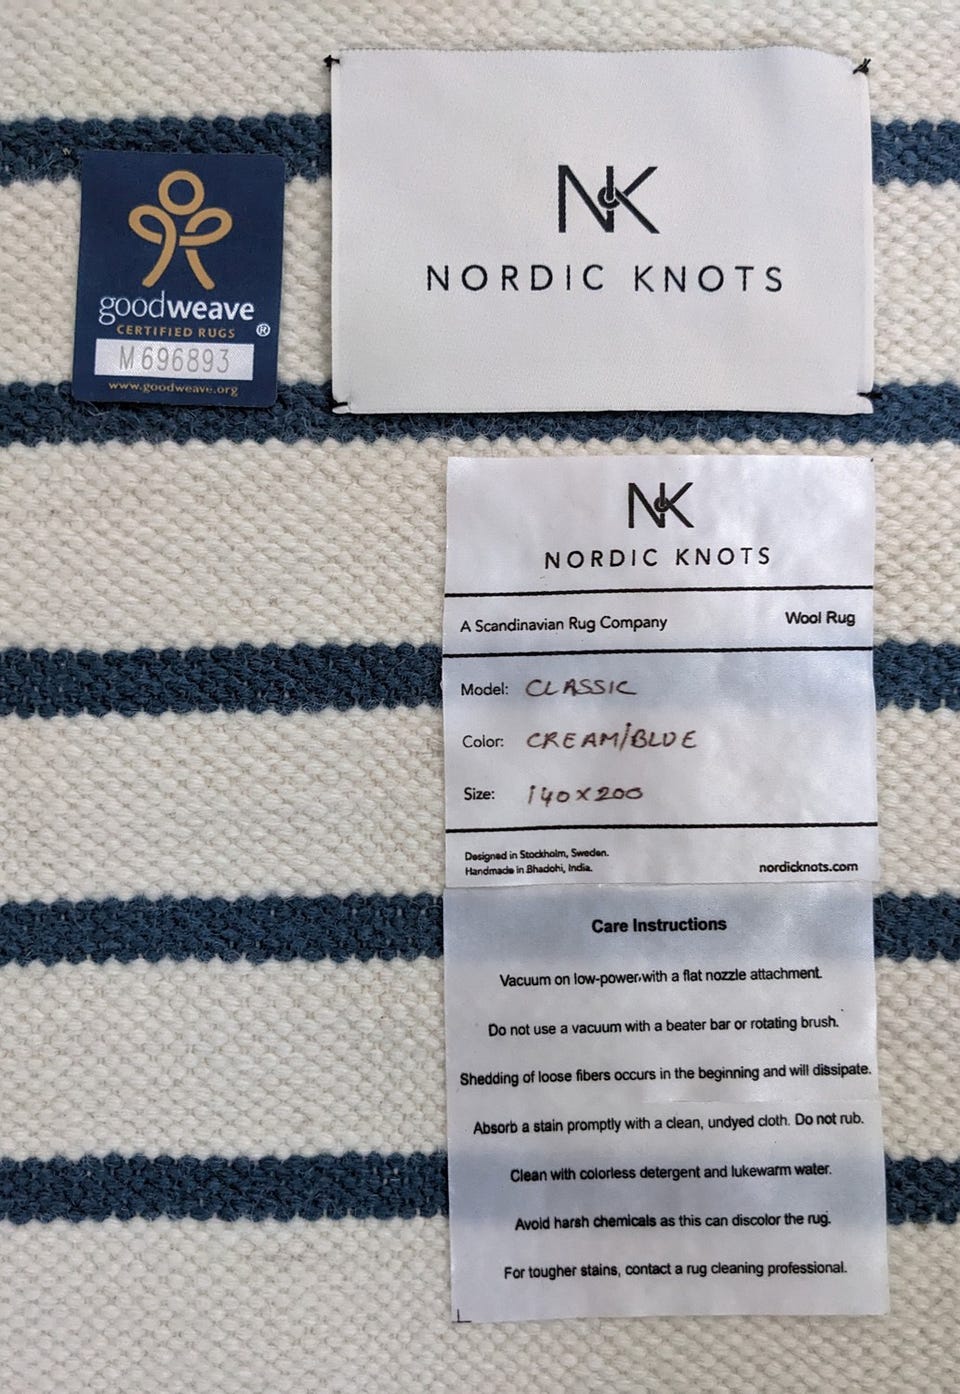 goodweave
CERTIFIED RUGS ®
M 696893
www.goodweave.org
NK
NORDIC KNOTS
NK
NORDIC KNOTS
A Scandinavian Rug Company Wool Rug
Model: CLASSIC
Color: CREAM/BLUE
Size: 140 X 200
Designed in Stockholm, Sweden.
Handmade in Bhadohi, India. nordicknots.com
Care Instructions
Vacuum on low-power with a flat nozzle attachment.
Do not use a vacuum with a beater bar or rotating brush.
Shedding of loose fibers occurs in the beginning and will dissipate.
Absorb a stain promptly with a clean, undyed cloth. Do not rub.
Clean with colorless detergent and lukewarm water.
Avoid harsh chemicals as this can discolor the rug.
For tougher stains, contact a rug cleaning professional.